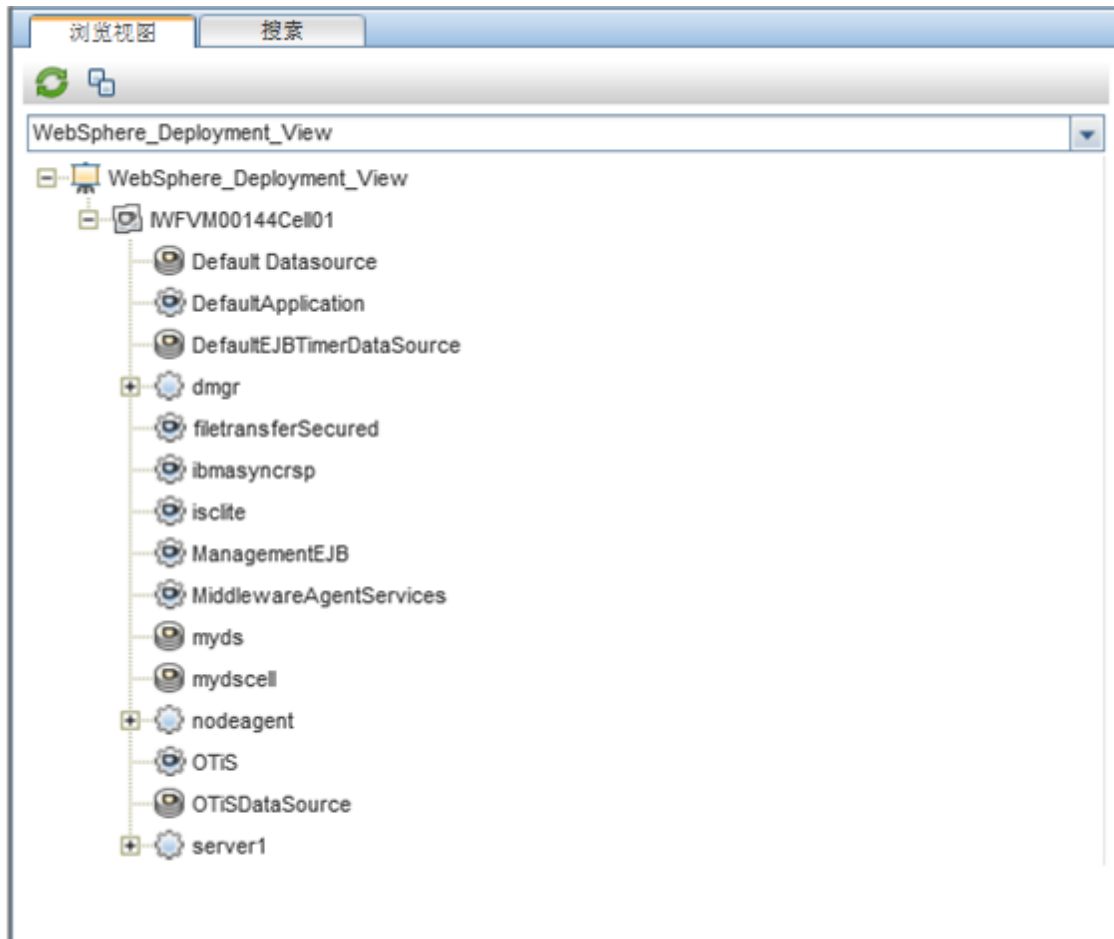 浏览视图 搜索
WebSphere_Deployment_View
WebSphere_Deployment_View
IWFVM00144Cell01
Default Datasource
DefaultApplication
DefaultEJBTimerDataSource
dmgr
filetransferSecured
ibmasyncrsp
isclite
ManagementEJB
MiddlewareAgentServices
myds
mydscell
nodeagent
OTiS
OTiSDataSource
server1